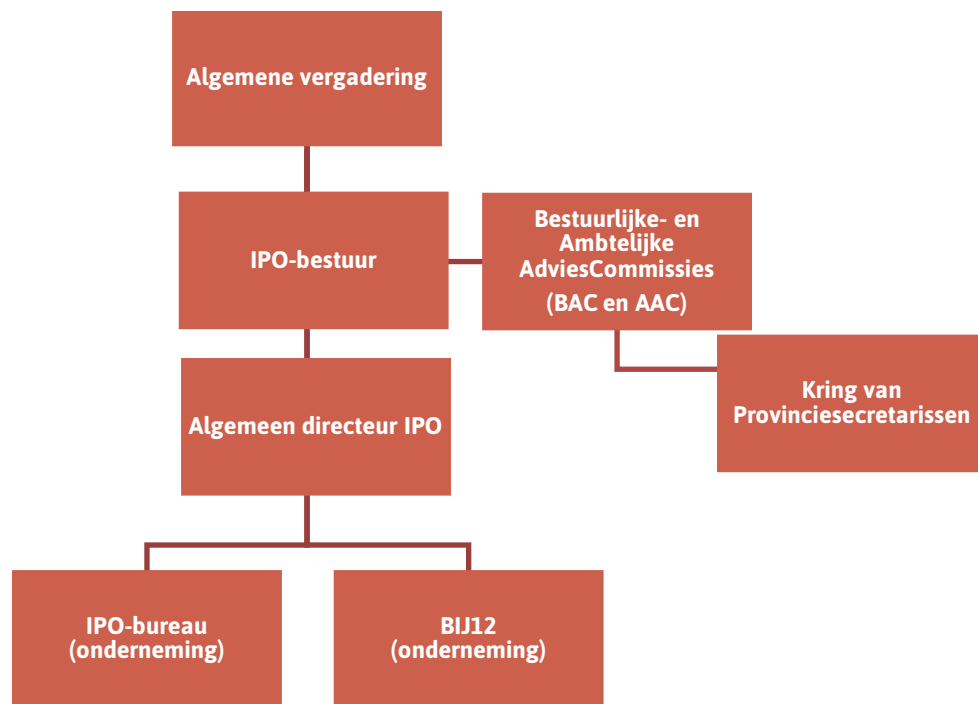 Algemene vergadering
IPO-bestuur
Bestuurlijke- en
Ambtelijke
AdviesCommissies
(BAC en AAC)
Kring van
Provinciesecretarissen
Algemeen directeur IPO
IPO-bureau
(onderneming)
BIJ12
(onderneming)